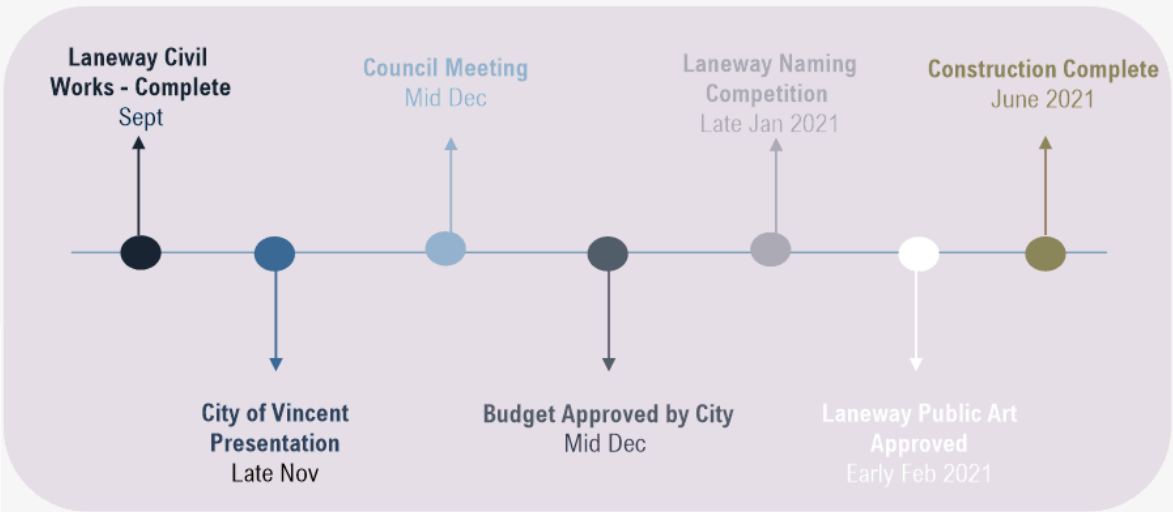 Laneway Civil
Works - Complete
Sept
Council Meeting
Mid Dec
Laneway Naming
Competition
Late Jan 2021
Construction Complete
June 2021
City of Vincent
Presentation
Late Nov
Budget Approved by City
Mid Dec
Laneway Public Art
Approved
Early Feb 2021